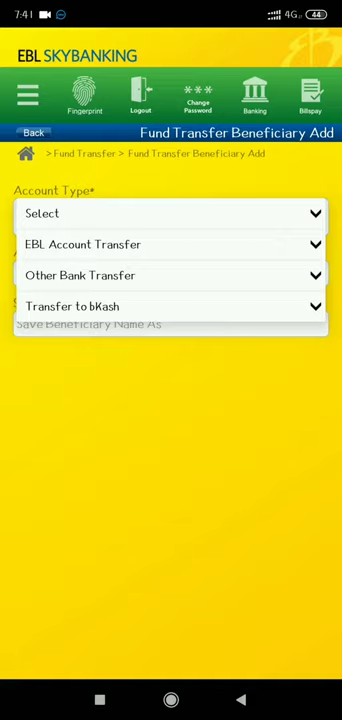 7:41 4G 44
EBL SKYBANKING
Fingerprint
Logout
***
Change
Password
Banking
Billspay
Back Fund Transfer Beneficiary Add
> Fund Transfer > Fund Transfer Beneficiary Add
Account Type*
Select
EBL Account Transfer
Other Bank Transfer
Transfer to bKash
Save Beneficiary Name As